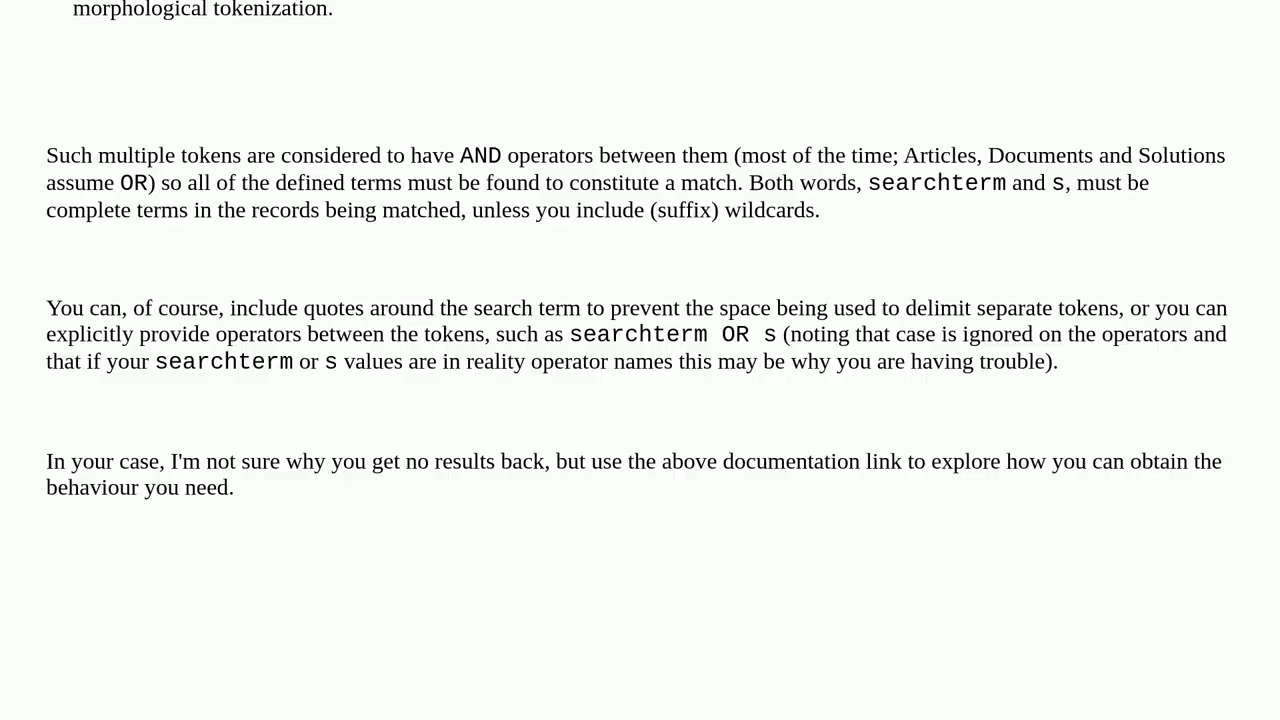 morphological tokenization.
Such multiple tokens are considered to have AND operators between them (most of the time; Articles, Documents and Solutions
assume OR) so all of the defined terms must be found to constitute a match. Both words, searchterm and s, must be
complete terms in the records being matched, unless you include (suffix) wildcards.
You can, of course, include quotes around the search term to prevent the space being used to delimit separate tokens, or you can
explicitly provide operators between the tokens, such as searchterm OR s (noting that case is ignored on the operators and
that if your searchterm or s values are in reality operator names this may be why you are having trouble).
In your case, I'm not sure why you get no results back, but use the above documentation link to explore how you can obtain the
behaviour you need.